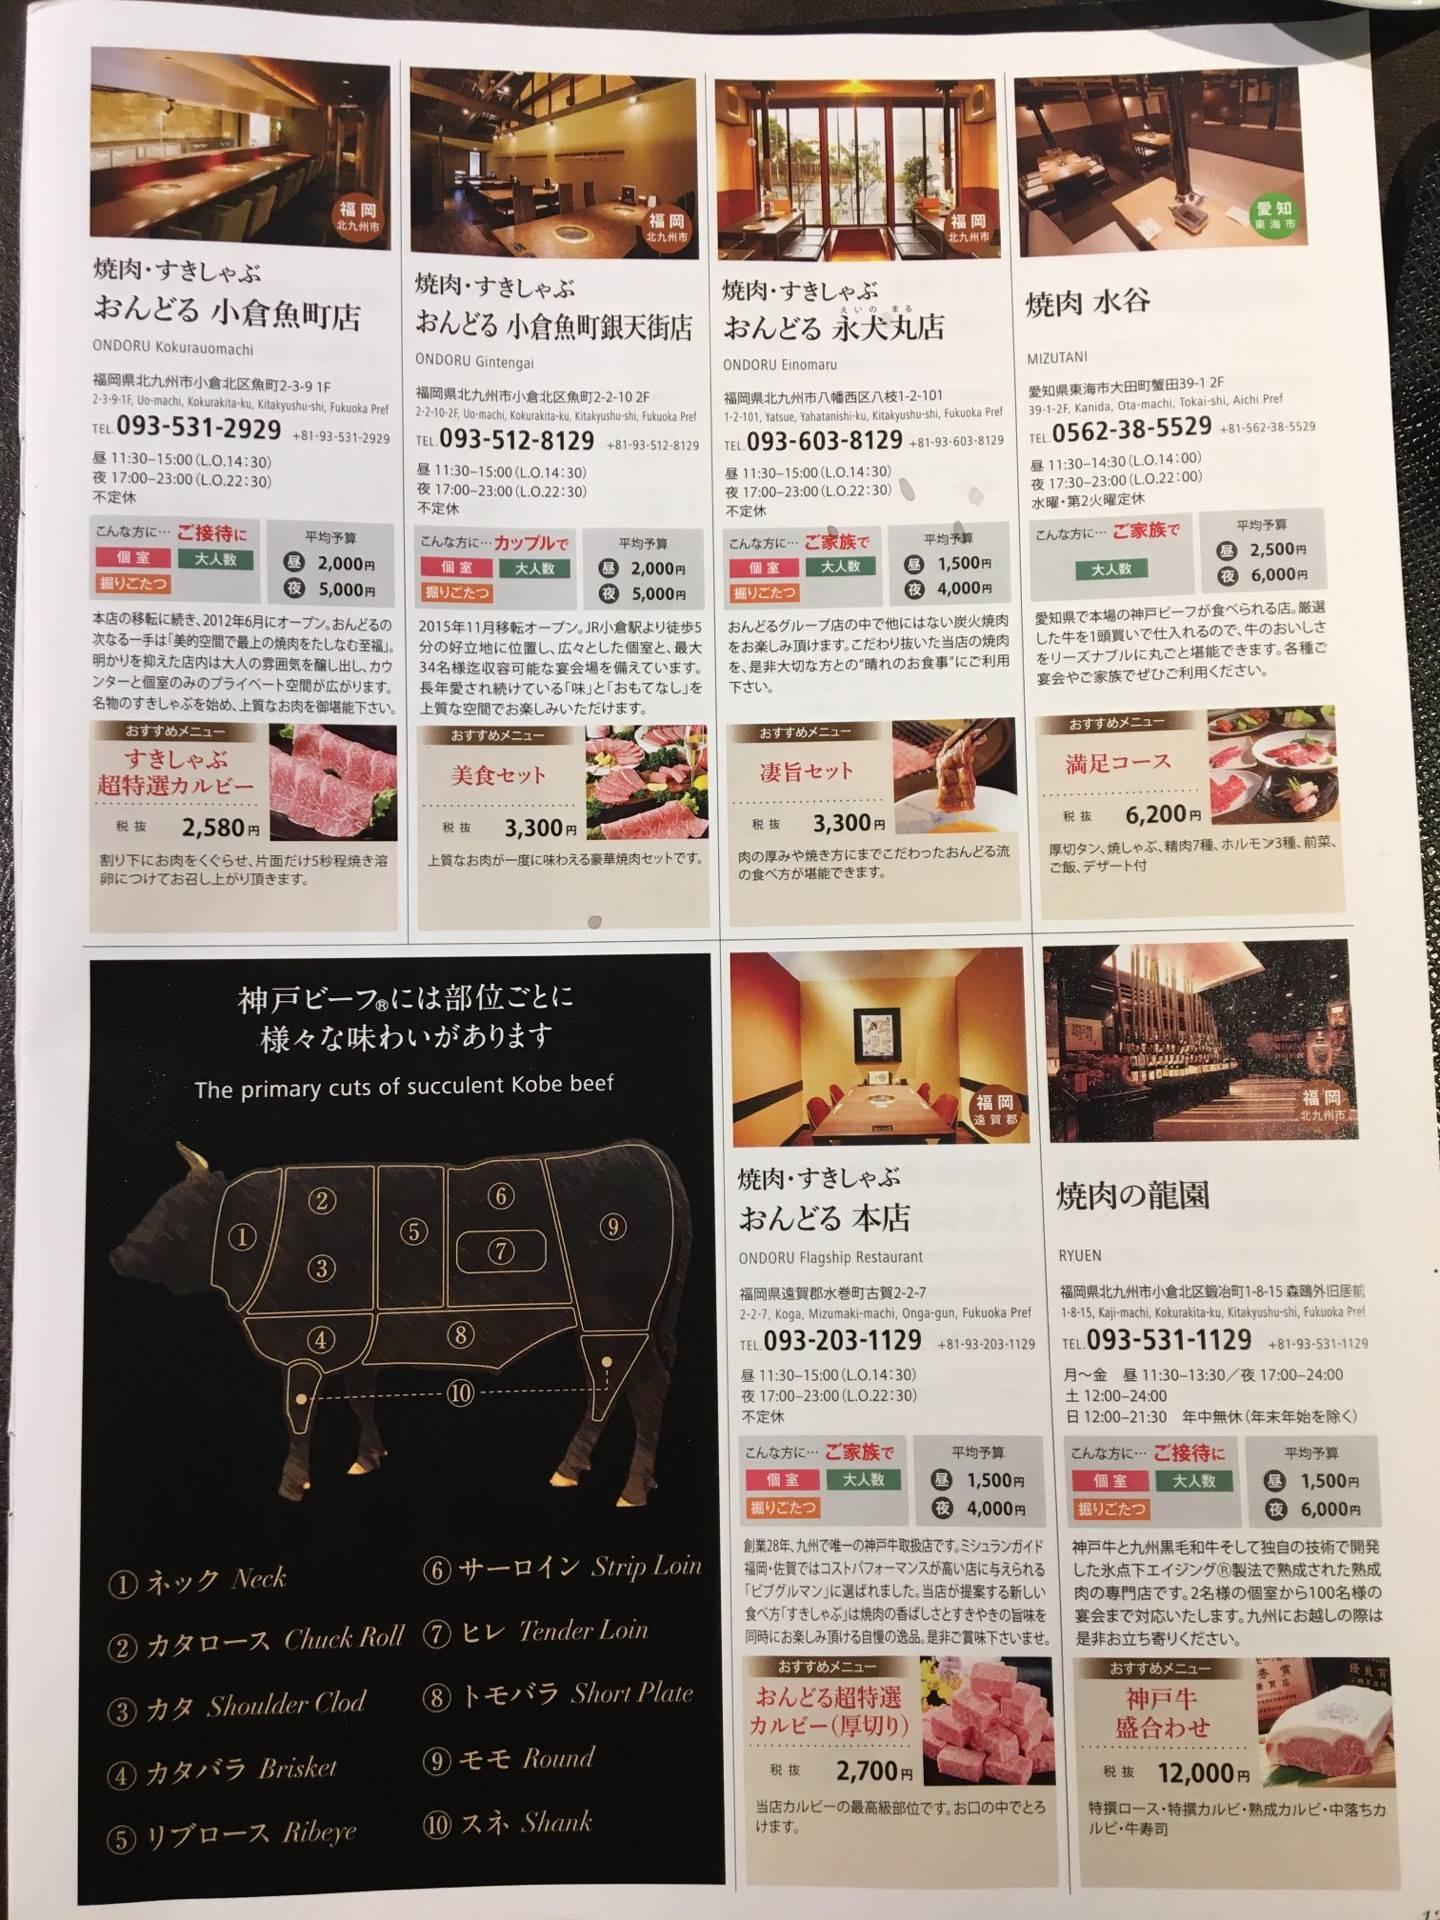 福岡
北九州市
焼肉・すきしゃぶ
おんどる 小倉魚町店
ONDORU Kokurauomachi
福岡県北九州市小倉北区魚町2-3-9 1F
2-3-9-1F, Uo-machi, Kokurakita-ku, Kitakyushu-shi, Fukuoka Pref
TEL.093-531-2929 +81-93-531-2929
昼 11:30–15:00(L.O.14:30)
夜 17:00–23:00(L.O.22:30)
不定休
こんな方に… ご接待に
個室 大人数
掘りごたつ
平均予算
昼 2,000円
夜 5,000円
本店の移転に続き、2012年6月にオープン。おんどるの
次なる一手は「美的空間で最上の焼肉をたしなむ至福」。
明かりを抑えた店内は大人の雰囲気を醸し出し、カウ
ンターと個室のみのプライベート空間が広がります。
名物のすきしゃぶを始め、上質なお肉を御堪能下さい。
おすすめメニュー
すきしゃぶ
超特選カルビー
税抜 2,580円
割り下にお肉をくぐらせ、片面だけ5秒程焼き溶
卵につけてお召し上がり頂きます。
福岡
北九州市
焼肉・すきしゃぶ
おんどる 小倉魚町銀天街店
ONDORU Gintengai
福岡県北九州市小倉北区魚町2-2-10 2F
2-2-10-2F, Uo-machi, Kokurakita-ku, Kitakyushu-shi, Fukuoka Pref
TEL.093-512-8129 +81-93-512-8129
昼 11:30–15:00(L.O.14:30)
夜 17:00–23:00(L.O.22:30)
不定休
こんな方に… カップルで
個室 大人数
掘りごたつ
平均予算
昼 2,000円
夜 5,000円
2015年11月移転オープン。JR小倉駅より徒歩5
分の好立地に位置し、広々とした個室と、最大
34名様迄収容可能な宴会場を備えています。
長年愛され続けている「味」と「おもてなし」を
上質な空間でお楽しみいただけます。
おすすめメニュー
美食セット
税抜 3,300円
上質なお肉が一度に味わえる豪華焼肉セットです。
福岡
北九州市
焼肉・すきしゃぶ
えいのまる
おんどる 永犬丸店
ONDORU Einomaru
福岡県北九州市八幡西区八枝1-2-101
1-2-101, Yatsue, Yahatanishi-ku, Kitakyushu-shi, Fukuoka Pref
TEL.093-603-8129 +81-93-603-8129
昼 11:30–15:00(L.O.14:30)
夜 17:00–23:00(L.O.22:30)
不定休
こんな方に… ご家族で
個室 大人数
掘りごたつ
平均予算
昼 1,500円
夜 4,000円
おんどるグループ店の中で他にはない炭火焼肉
をお楽しみ頂けます。こだわり抜いた当店の焼肉
を、是非大切な方との“晴れのお食事”にご利用
下さい。
おすすめメニュー
凄旨セット
税抜 3,300円
肉の厚みや焼き方にまでこだわったおんどる流
の食べ方が堪能できます。
愛知
東海市
焼肉 水谷
MIZUTANI
愛知県東海市大田町蟹田39-1 2F
39-1-2F, Kanida, Ota-machi, Tokai-shi, Aichi Pref
TEL.0562-38-5529 +81-562-38-5529
昼 11:30–14:30(L.O.14:00)
夜 17:30–23:00(L.O.22:00)
水曜・第2火曜定休
こんな方に… ご家族で
大人数
平均予算
昼 2,500円
夜 6,000円
愛知県で本場の神戸ビーフが食べられる店。厳選
した牛を1頭買いで仕入れるので、牛のおいしさ
をリーズナブルに丸ごと堪能できます。各種ご
宴会やご家族でぜひご利用ください。
おすすめメニュー
満足コース
税抜 6,200円
厚切タン、焼しゃぶ、精肉7種、ホルモン3種、前菜、
ご飯、デザート付
神戸ビーフ®には部位ごとに
様々な味わいがあります
The primary cuts of succulent Kobe beef
①
②
③
④
⑤
⑥
⑦
⑧
⑨
⑩
① ネック Neck
② カタロース Chuck Roll
③ カタ Shoulder Clod
④ カタバラ Brisket
⑤ リブロース Ribeye
⑥ サーロイン Strip Loin
⑦ ヒレ Tender Loin
⑧ トモバラ Short Plate
⑨ モモ Round
⑩ スネ Shank
福岡
遠賀郡
焼肉・すきしゃぶ
おんどる 本店
ONDORU Flagship Restaurant
福岡県遠賀郡水巻町古賀2-2-7
2-2-7, Koga, Mizumaki-machi, Onga-gun, Fukuoka Pref
TEL.093-203-1129 +81-93-203-1129
昼 11:30–15:00(L.O.14:30)
夜 17:00–23:00(L.O.22:30)
不定休
こんな方に… ご家族で
個室 大人数
掘りごたつ
平均予算
昼 1,500円
夜 4,000円
創業28年、九州で唯一の神戸牛取扱店です。ミシュランガイド
福岡・佐賀ではコストパフォーマンスが高い店に与えられる
「ビブグルマン」に選ばれました。当店が提案する新しい
食べ方「すきしゃぶ」は焼肉の香ばしさとすきやきの旨味を
同時にお楽しみ頂ける自慢の逸品。是非ご賞味下さいませ。
おすすめメニュー
おんどる超特選
カルビー(厚切り)
税抜 2,700円
当店カルビーの最高級部位です。お口の中でとろ
けます。
福岡
北九州市
焼肉の龍園
RYUEN
福岡県北九州市小倉北区鍛冶町1-8-15 森鴎外旧居前
1-8-15, Kaji-machi, Kokurakita-ku, Kitakyushu-shi, Fukuoka Pref
TEL.093-531-1129 +81-93-531-1129
月〜金 昼 11:30–13:30/夜 17:00–24:00
土 12:00–24:00
日 12:00–21:30 年中無休(年末年始を除く)
こんな方に… ご接待に
個室 大人数
掘りごたつ
平均予算
昼 1,500円
夜 6,000円
神戸牛と九州黒毛和牛そして独自の技術で開発
した氷点下エイジング®製法で熟成された熟成
肉の専門店です。2名様の個室から100名様の
宴会まで対応いたします。九州にお越しの際は
是非お立ち寄りください。
おすすめメニュー
神戸牛
盛合わせ
税抜 12,000円
優良賞
特撰ロース・特撰カルビ・熟成カルビ・中落ちカ
ルビ・牛寿司